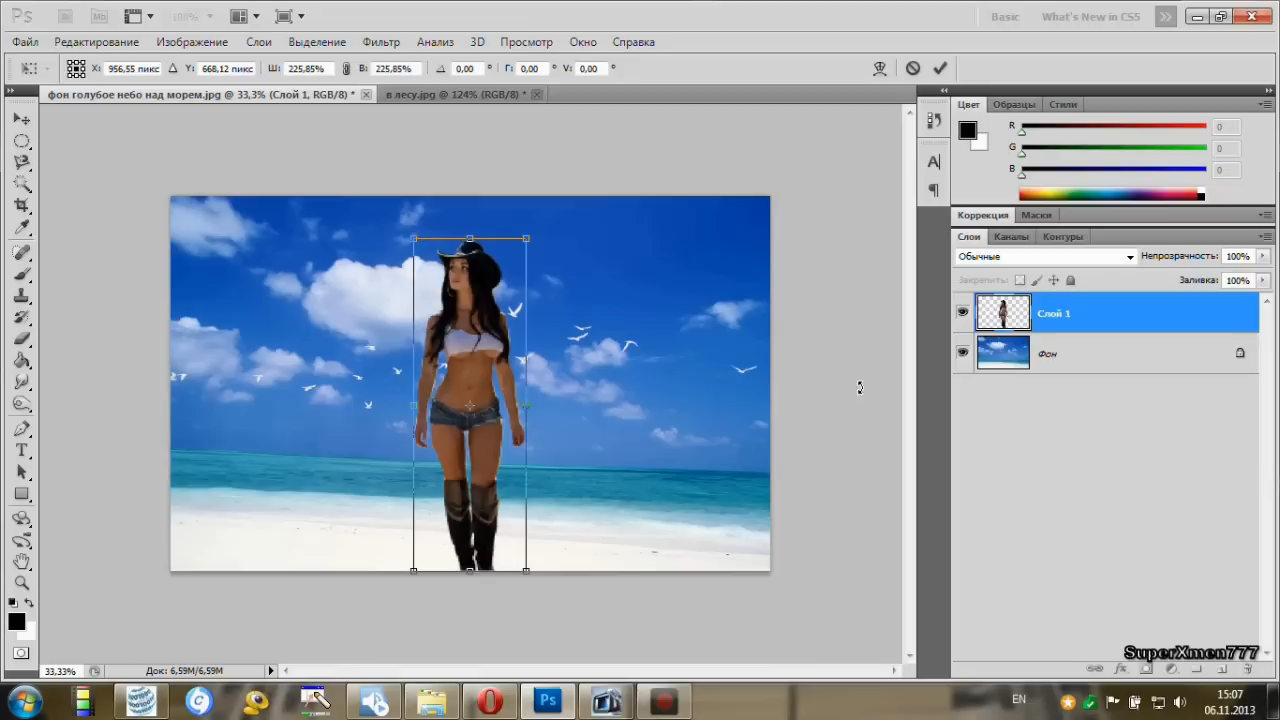 Ps Br Mb 100% Basic What's New in CS5
Файл Редактирование Изображение Слои Выделение Фильтр Анализ 3D Просмотр Окно Справка
X: 956,55 пикс Y: 668,12 пикс Ш: 225,85% В: 225,85% 0,00 ° Г: 0,00 ° V: 0,00 °
фон голубое небо над морем.jpg @ 33,3% (Слой 1, RGB/8) * в лесу.jpg @ 124% (RGB/8) *
Цвет Образцы Стили
R 0
G 0
B 0
Коррекция Маски
Слои Каналы Контуры
Обычные Непрозрачность: 100%
Закрепить: Заливка: 100%
Слой 1
Фон
SuperXmen777
33,33% Док: 6,59M/6,59M
Ps EN 15:07
06.11.2013